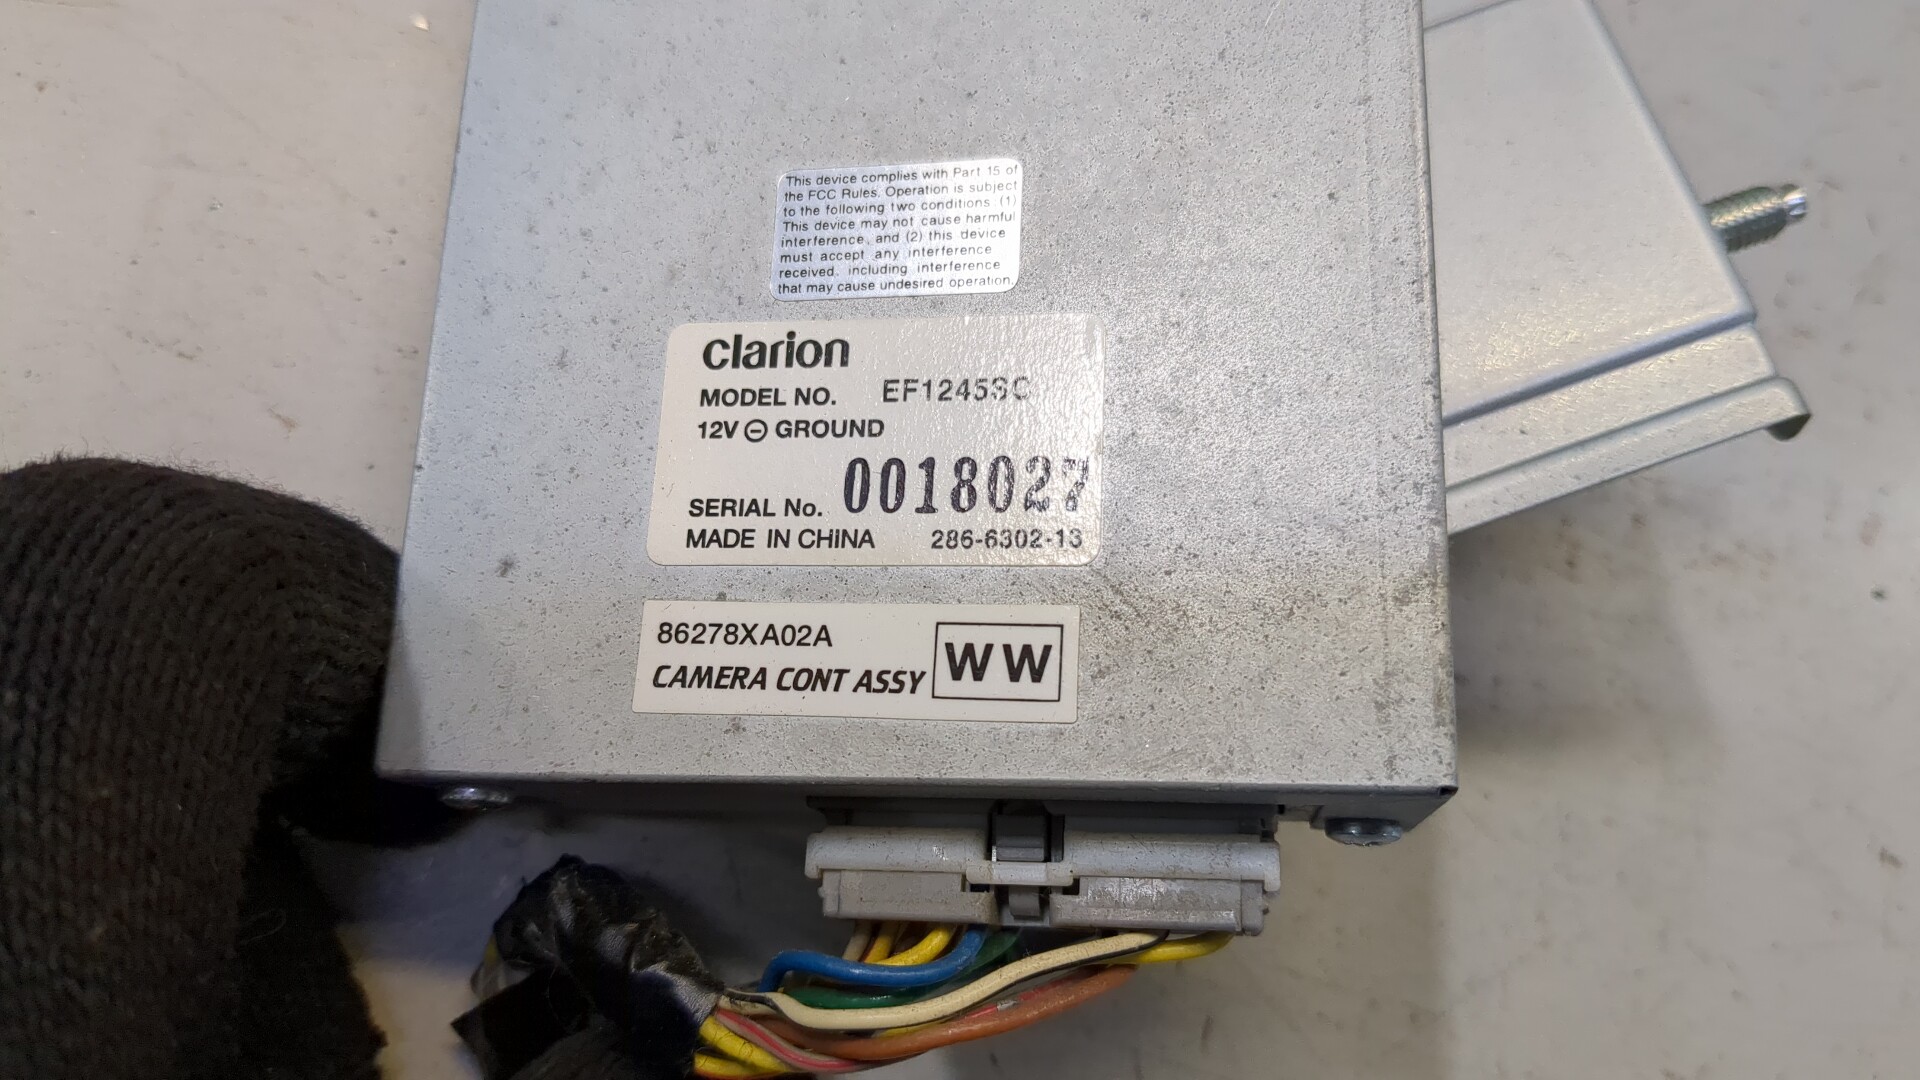 This device complies with Part 15 of
the FCC Rules. Operation is subject
to the following two conditions: (1)
This device may not cause harmful
interference, and (2) this device
must accept any interference
received, including interference
that may cause undesired operation.
clarion
MODEL NO. EF1245SC
12V ⊖ GROUND
SERIAL No. 0018027
MADE IN CHINA 286-6302-13
86278XA02A
CAMERA CONT ASSY WW